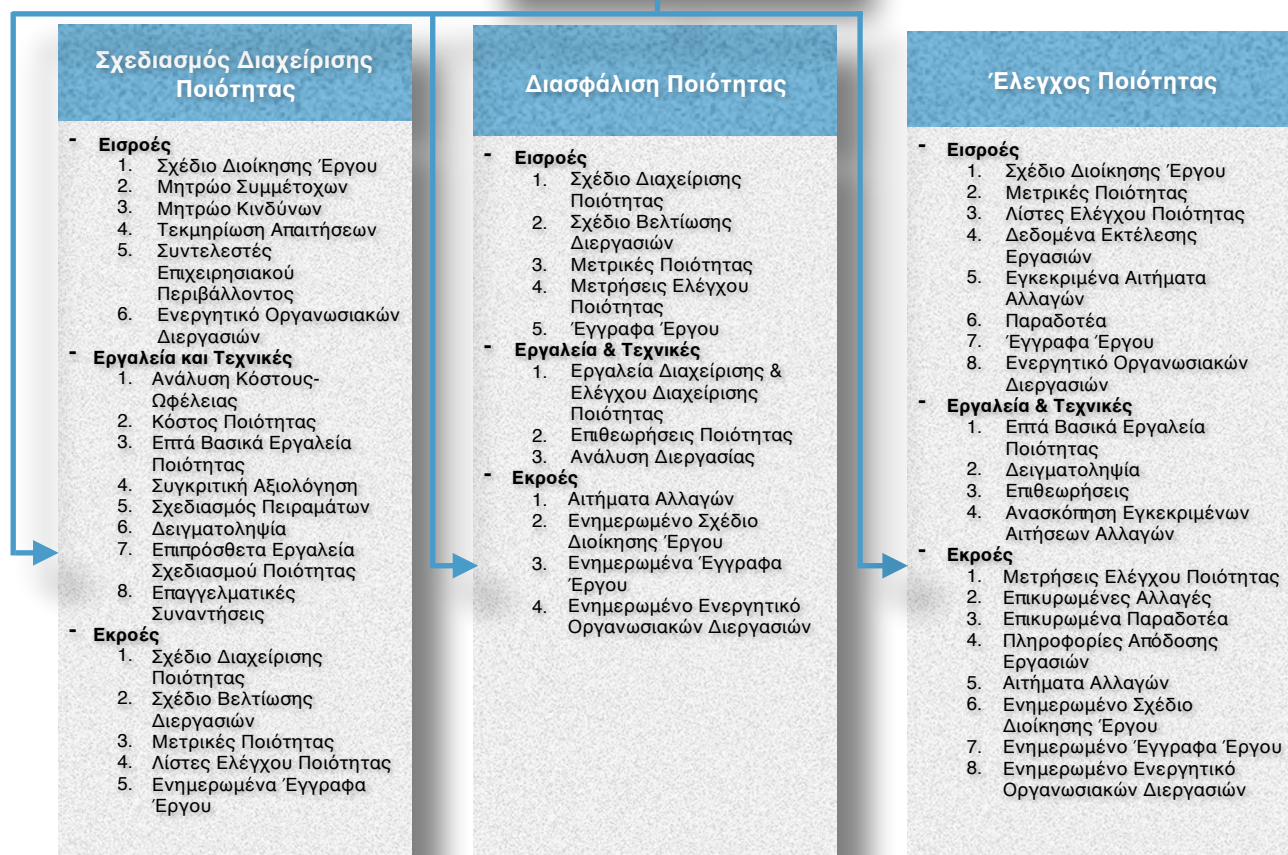 Σχεδιασμός Διαχείρισης
Ποιότητας
- Εισροές
1. Σχέδιο Διοίκησης Έργου
2. Μητρώο Συμμέτοχων
3. Μητρώο Κινδύνων
4. Τεκμηρίωση Απαιτήσεων
5. Συντελεστές
Επιχειρησιακού
Περιβάλλοντος
6. Ενεργητικό Οργανωσιακών
Διεργασιών
- Εργαλεία και Τεχνικές
1. Ανάλυση Κόστους-
Ωφέλειας
2. Κόστος Ποιότητας
3. Επτά Βασικά Εργαλεία
Ποιότητας
4. Συγκριτική Αξιολόγηση
5. Σχεδιασμός Πειραμάτων
6. Δειγματοληψία
7. Επιπρόσθετα Εργαλεία
Σχεδιασμού Ποιότητας
8. Επαγγελματικές
Συναντήσεις
- Εκροές
1. Σχέδιο Διαχείρισης
Ποιότητας
2. Σχέδιο Βελτίωσης
Διεργασιών
3. Μετρικές Ποιότητας
4. Λίστες Ελέγχου Ποιότητας
5. Ενημερωμένα Έγγραφα
Έργου
Διασφάλιση Ποιότητας
- Εισροές
1. Σχέδιο Διαχείρισης
Ποιότητας
2. Σχέδιο Βελτίωσης
Διεργασιών
3. Μετρικές Ποιότητας
4. Μετρήσεις Ελέγχου
Ποιότητας
5. Έγγραφα Έργου
- Εργαλεία & Τεχνικές
1. Εργαλεία Διαχείρισης &
Ελέγχου Διαχείρισης
Ποιότητας
2. Επιθεωρήσεις Ποιότητας
3. Ανάλυση Διεργασίας
- Εκροές
1. Αιτήματα Αλλαγών
2. Ενημερωμένο Σχέδιο
Διοίκησης Έργου
3. Ενημερωμένα Έγγραφα
Έργου
4. Ενημερωμένο Ενεργητικό
Οργανωσιακών Διεργασιών
Έλεγχος Ποιότητας
- Εισροές
1. Σχέδιο Διοίκησης Έργου
2. Μετρικές Ποιότητας
3. Λίστες Ελέγχου Ποιότητας
4. Δεδομένα Εκτέλεσης
Εργασιών
5. Εγκεκριμένα Αιτήματα
Αλλαγών
6. Παραδοτέα
7. Έγγραφα Έργου
8. Ενεργητικό Οργανωσιακών
Διεργασιών
- Εργαλεία & Τεχνικές
1. Επτά Βασικά Εργαλεία
Ποιότητας
2. Δειγματοληψία
3. Επιθεωρήσεις
4. Ανασκόπηση Εγκεκριμένων
Αιτήσεων Αλλαγών
- Εκροές
1. Μετρήσεις Ελέγχου Ποιότητας
2. Επικυρωμένες Αλλαγές
3. Επικυρωμένα Παραδοτέα
4. Πληροφορίες Απόδοσης
Εργασιών
5. Αιτήματα Αλλαγών
6. Ενημερωμένο Σχέδιο
Διοίκησης Έργου
7. Ενημερωμένο Έγγραφα Έργου
8. Ενημερωμένο Ενεργητικό
Οργανωσιακών Διεργασιών